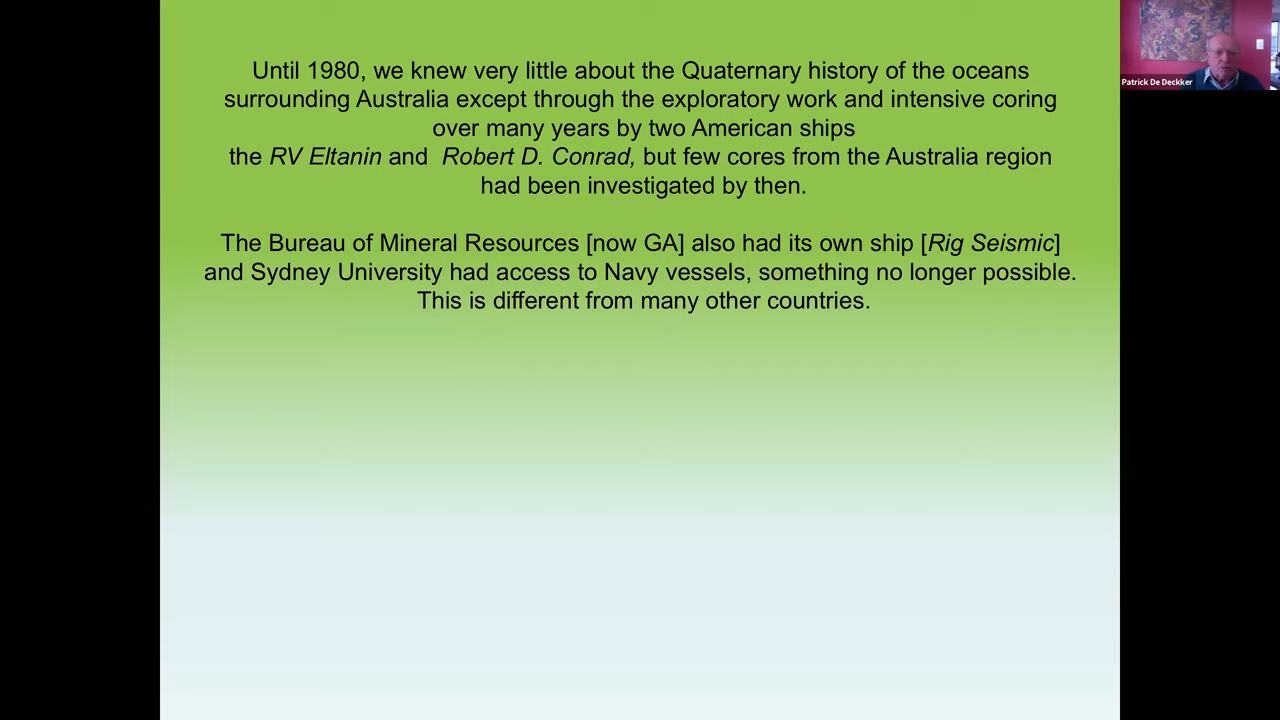 Until 1980, we knew very little about the Quaternary history of the oceans
surrounding Australia except through the exploratory work and intensive coring
over many years by two American ships
the RV Eltanin and Robert D. Conrad, but few cores from the Australia region
had been investigated by then.
The Bureau of Mineral Resources [now GA] also had its own ship [Rig Seismic]
and Sydney University had access to Navy vessels, something no longer possible.
This is different from many other countries.
Patrick De Deckker